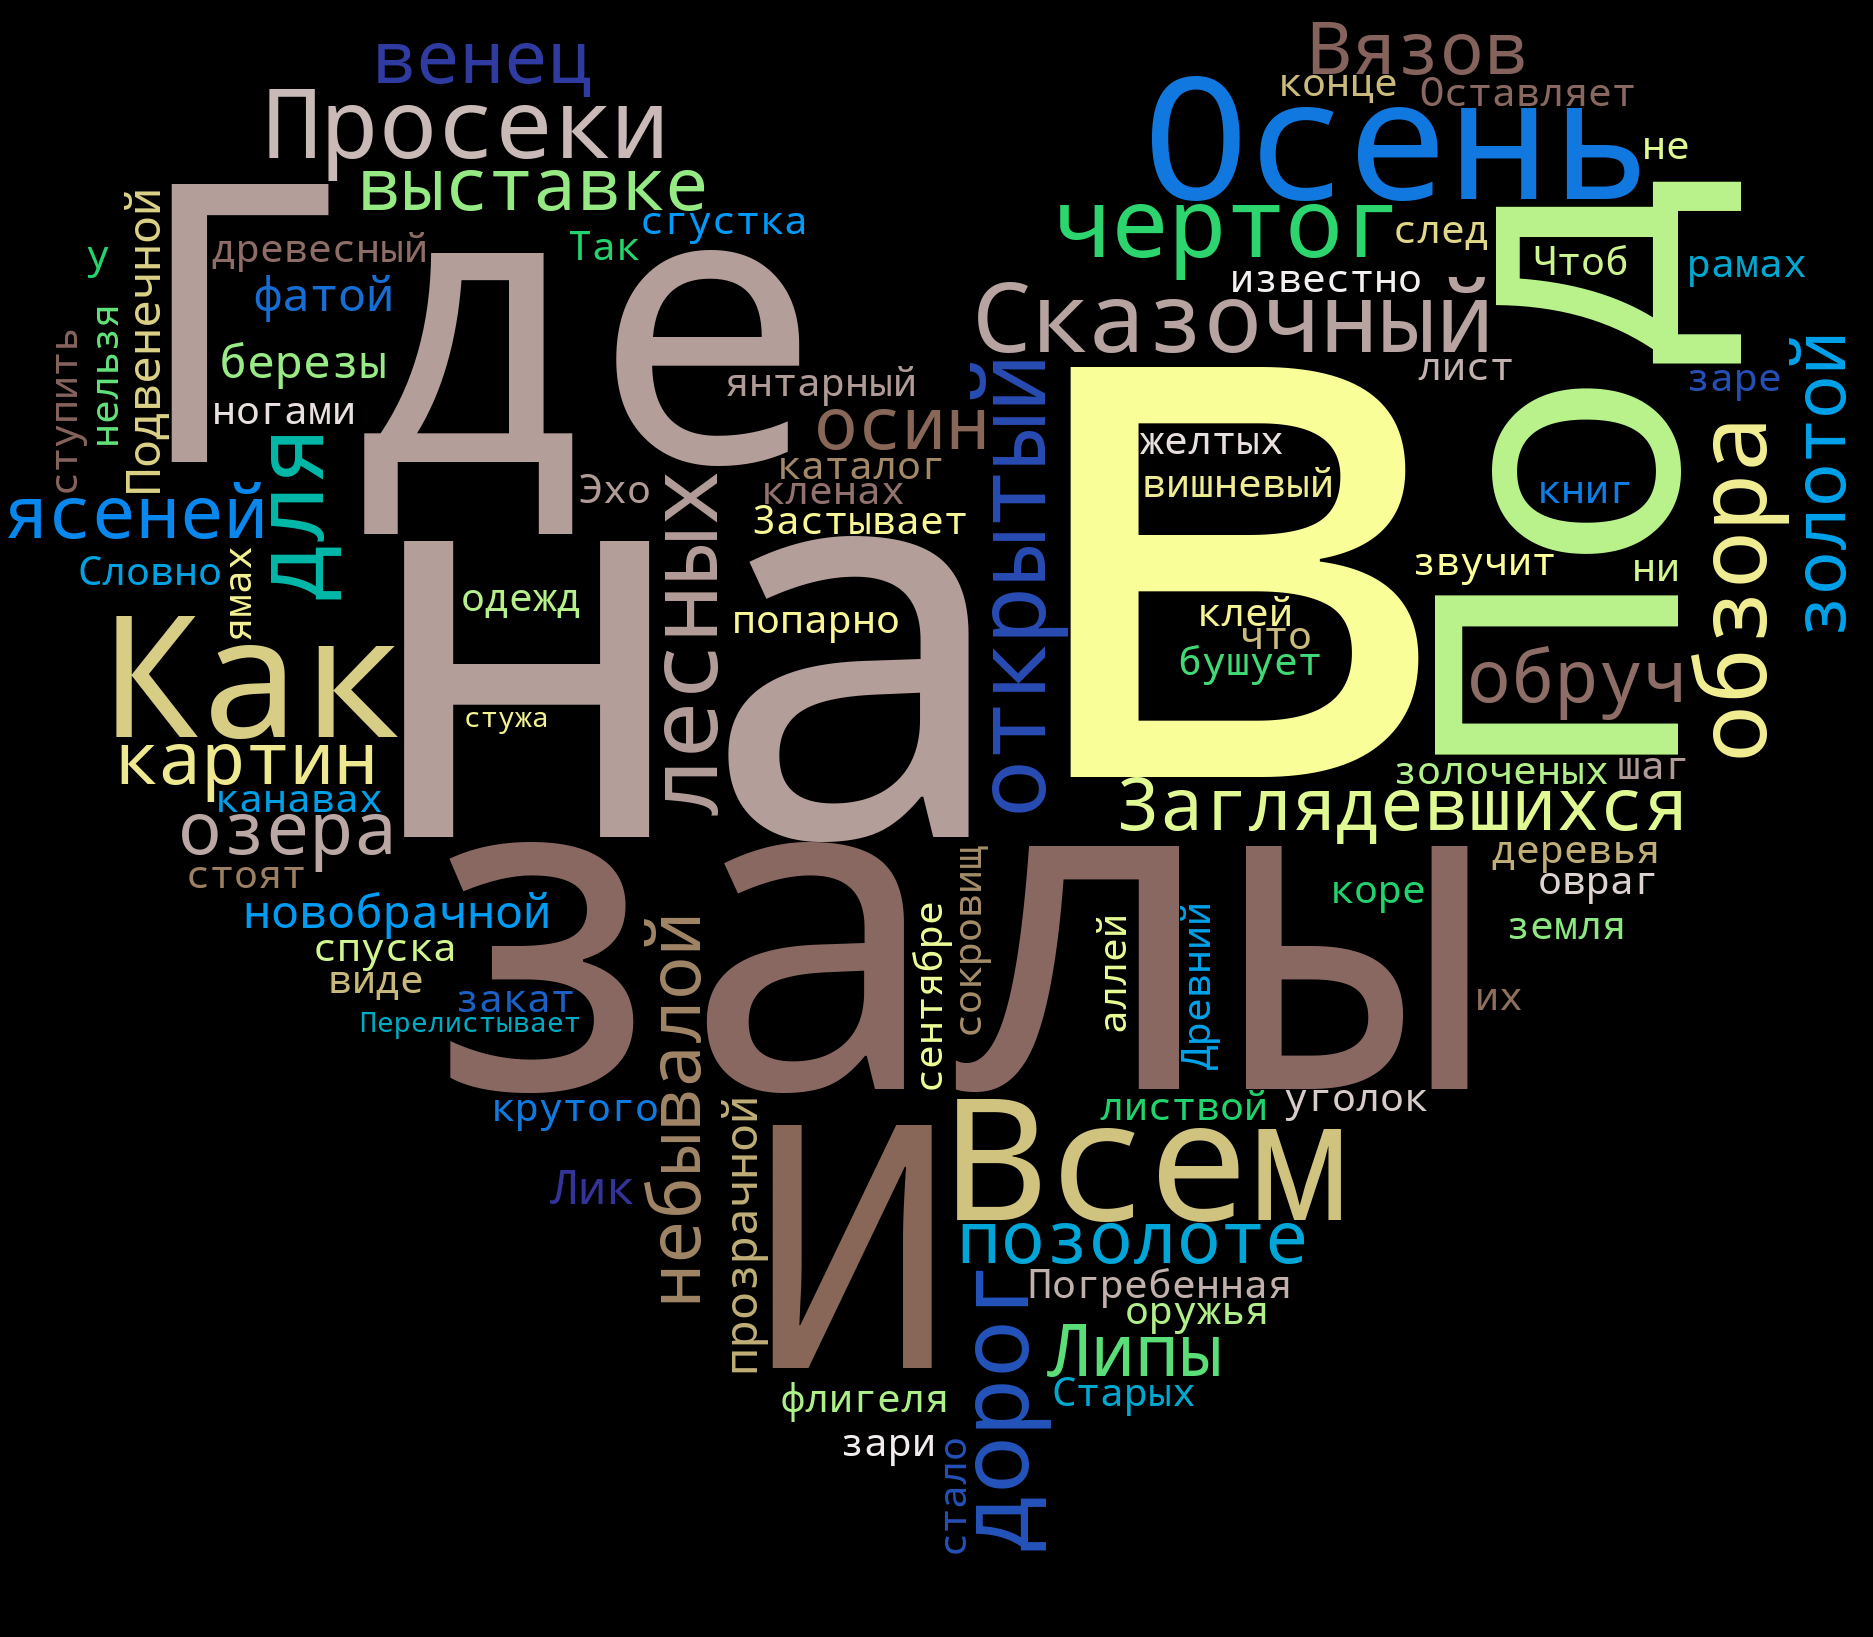 венец
Вязов
конце
Оставляет
Просеки
Осень
не
выставке
Подвенечной
Где
сгустка
Так
чертог
след
Под
Чтоб
рамах
у
древесный
известно
фатой
Сказочный
ступить
нельзя
березы
янтарный
лист
заре
золотой
ногами
осин
открытый
В
желтых
обзора
для
Эхо
каталог
кленах
вишневый
книг
ясеней
Застывает
лесных
на
Словно
ямах
одежд
попарно
звучит
ни
клей
что
бушует
Как
стужа
обруч
картин
канавах
золоченых
шаг
озера
Заглядевшихся
стоят
залы
деревья
овраг
коре
новобрачной
небывалой
сентябре
сокровищ
аллей
Древний
земля
спуска
виде
закат
их
Перелистывает
крутого
листвой
уголок
прозрачной
И
Всем
Лик
позолоте
дорог
Погребенная
оружья
Липы
флигеля
Старых
зари
стало